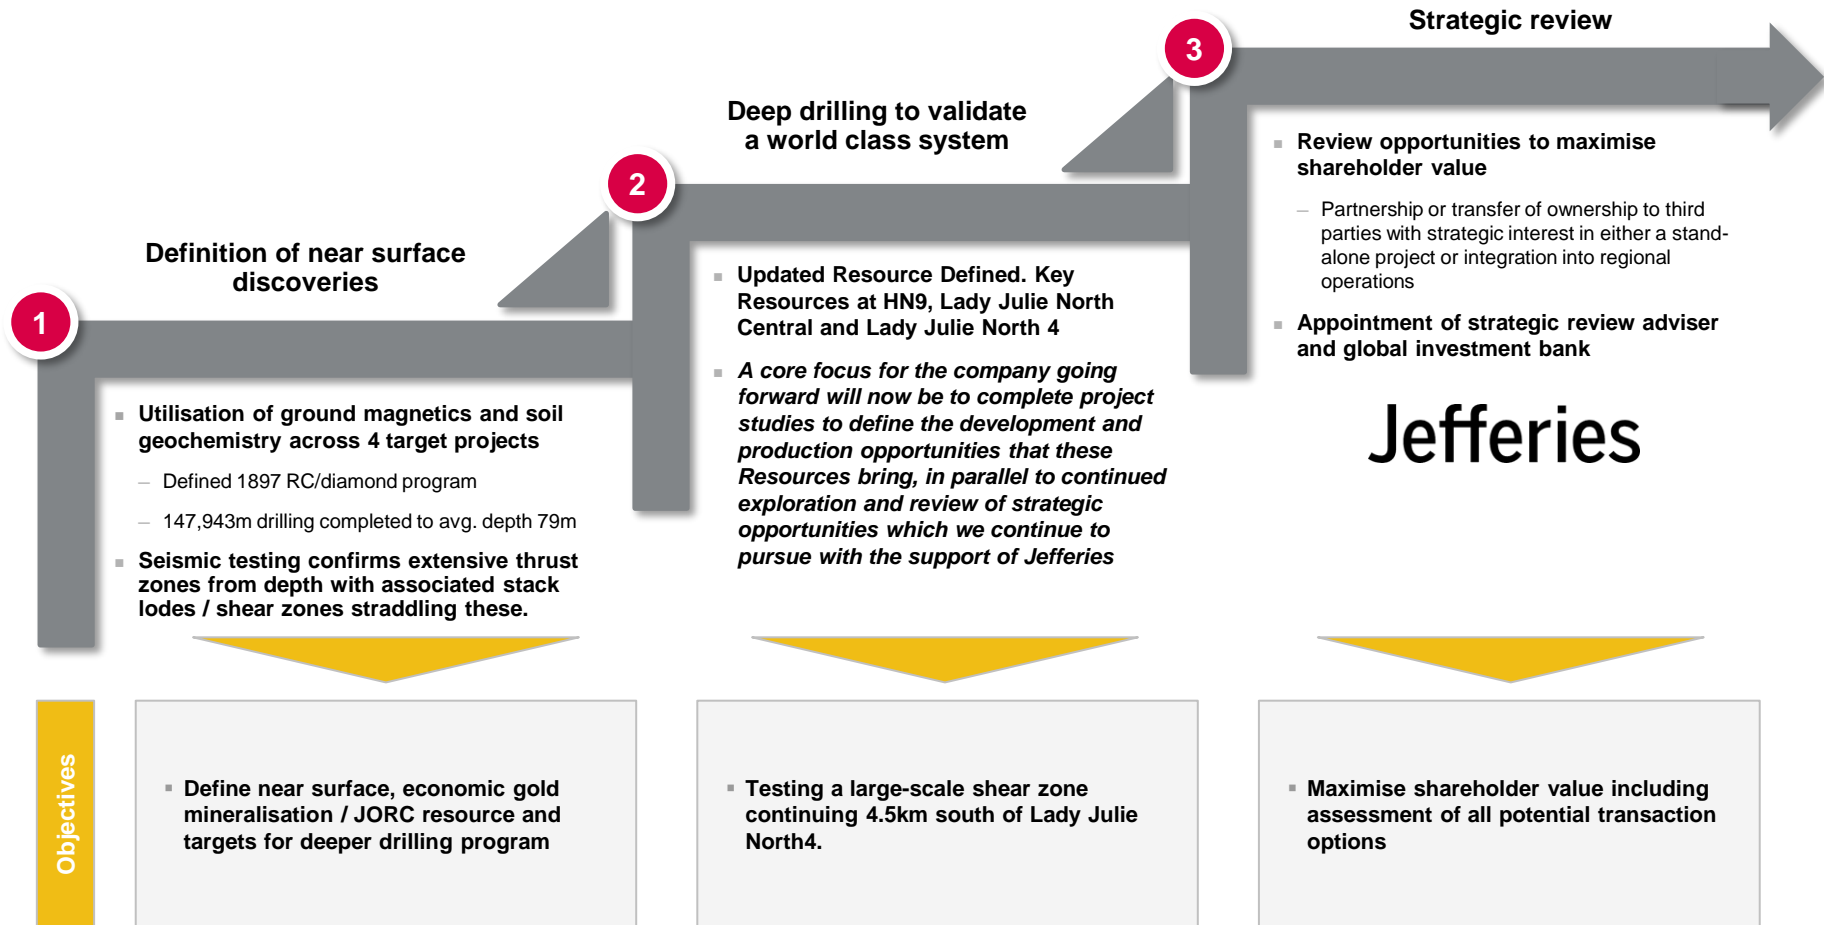 1
Definition of near surface
discoveries
Utilisation of ground magnetics and soil
geochemistry across 4 target projects
– Defined 1897 RC/diamond program
– 147,943m drilling completed to avg. depth 79m
Seismic testing confirms extensive thrust
zones from depth with associated stack
lodes / shear zones straddling these.
2
Deep drilling to validate
a world class system
Updated Resource Defined. Key
Resources at HN9, Lady Julie North
Central and Lady Julie North 4
A core focus for the company going
forward will now be to complete project
studies to define the development and
production opportunities that these
Resources bring, in parallel to continued
exploration and review of strategic
opportunities which we continue to
pursue with the support of Jefferies
3
Strategic review
Review opportunities to maximise
shareholder value
– Partnership or transfer of ownership to third
parties with strategic interest in either a stand-
alone project or integration into regional
operations
Appointment of strategic review adviser
and global investment bank
Jefferies
Objectives
Define near surface, economic gold
mineralisation / JORC resource and
targets for deeper drilling program
Testing a large-scale shear zone
continuing 4.5km south of Lady Julie
North4.
Maximise shareholder value including
assessment of all potential transaction
options